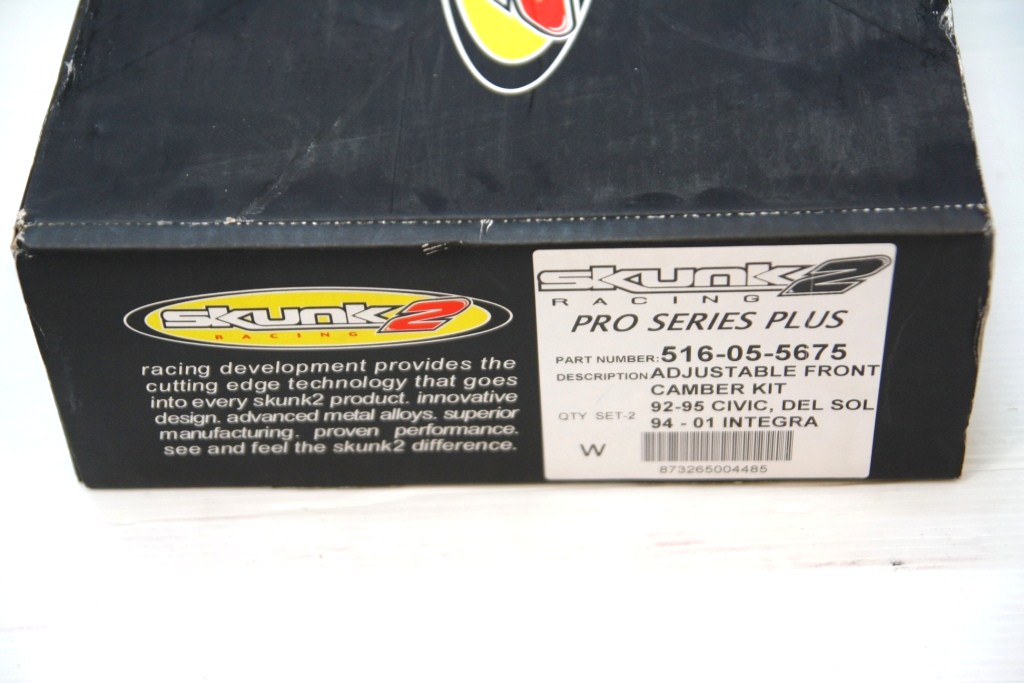 skunk2
RACING
racing development provides the
cutting edge technology that goes
into every skunk2 product. innovative
design. advanced metal alloys. superior
manufacturing. proven performance.
see and feel the skunk2 difference.
skunk2
RACING
PRO SERIES PLUS
PART NUMBER: 516-05-5675
DESCRIPTION ADJUSTABLE FRONT
CAMBER KIT
92-95 CIVIC, DEL SOL
QTY SET-2
94 - 01 INTEGRA
W
873265004485